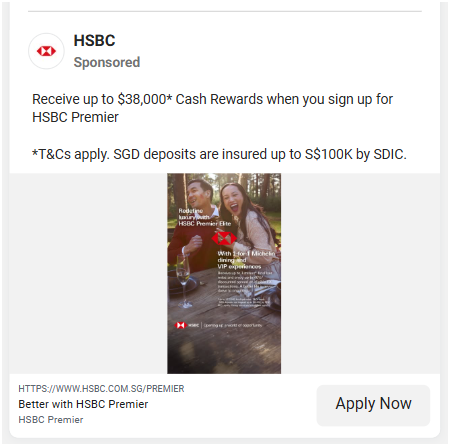 HSBC
Sponsored
Receive up to $38,000* Cash Rewards when you sign up for
HSBC Premier
*T&Cs apply. SGD deposits are insured up to S$100K by SDIC.
Redefine
luxury with
HSBC Premier Elite
With 1-for-1 Michelin
dining and
VIP experiences
HSBC | Opening up a world of opportunity
HTTPS://WWW.HSBC.COM.SG/PREMIER
Better with HSBC Premier
HSBC Premier
Apply Now